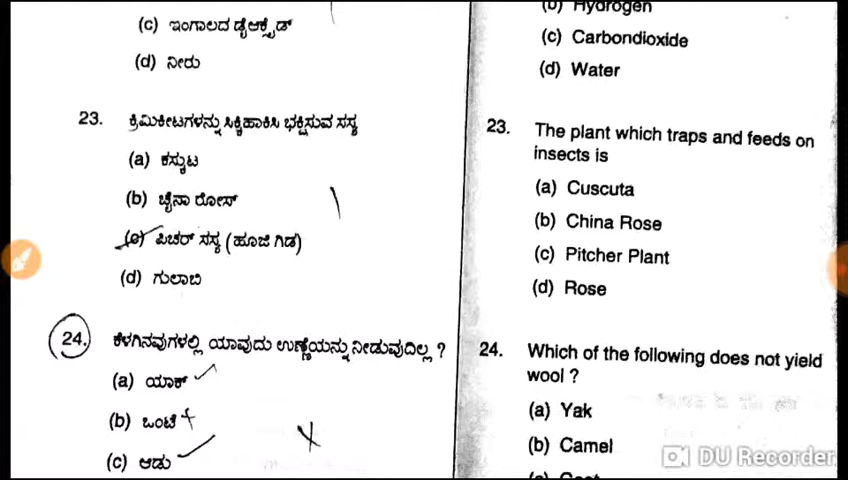 (c) ಇಂಗಾಲದ ಡೈಆಕ್ಸೈಡ್
(d) ನೀರು
23. ಕ್ರಿಮಿಕೀಟಗಳನ್ನು ಸಿಕ್ಕಿಹಾಕಿಸಿ ಭಕ್ಷಿಸುವ ಸಸ್ಯ
(a) ಕಸ್ಕುಟ
(b) ಚೈನಾ ರೋಸ್
(c) ಪಿಚರ್ ಸಸ್ಯ (ಹೂಜಿ ಗಿಡ)
(d) ಗುಲಾಬಿ
24. ಕೆಳಗಿನವುಗಳಲ್ಲಿ ಯಾವುದು ಉಣ್ಣೆಯನ್ನು ನೀಡುವುದಿಲ್ಲ ?
(a) ಯಾಕ್
(b) ಒಂಟೆ
(c) ಆಡು
(b) Hydrogen
(c) Carbondioxide
(d) Water
23. The plant which traps and feeds on
insects is
(a) Cuscuta
(b) China Rose
(c) Pitcher Plant
(d) Rose
24. Which of the following does not yield
wool ?
(a) Yak
(b) Camel
(c) Goat
DU Recorder